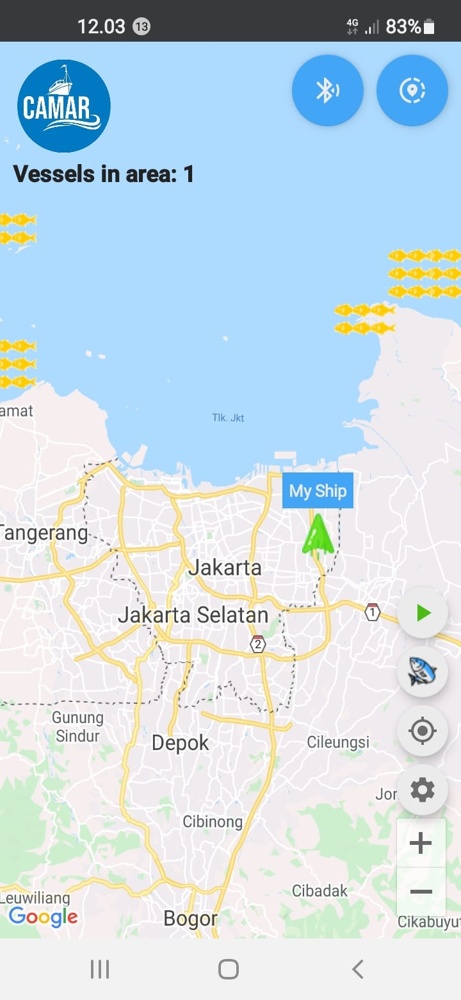 12.03 13 4G 83%
CAMAR
Vessels in area: 1
amat
Tlk. Jkt
My Ship
Tangerang
Jakarta
Jakarta Selatan
1
2
Gunung
Sindur
Depok
Cileungsi
Jon
Cibinong
Leuwiliang
Cibadak
Google
Bogor
Cikabuyut